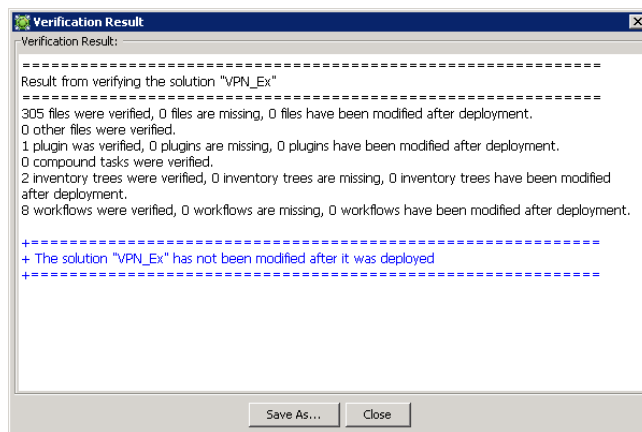 Verification Result
Verification Result:
============================================================
Result from verifying the solution "VPN_Ex"
============================================================
305 files were verified, 0 files are missing, 0 files have been modified after deployment.
0 other files were verified.
1 plugin was verified, 0 plugins are missing, 0 plugins have been modified after deployment.
0 compound tasks were verified.
2 inventory trees were verified, 0 inventory trees are missing, 0 inventory trees have been modified
after deployment.
8 workflows were verified, 0 workflows are missing, 0 workflows have been modified after deployment.
+===========================================================
+ The solution "VPN_Ex" has not been modified after it was deployed
+===========================================================
Save As...
Close